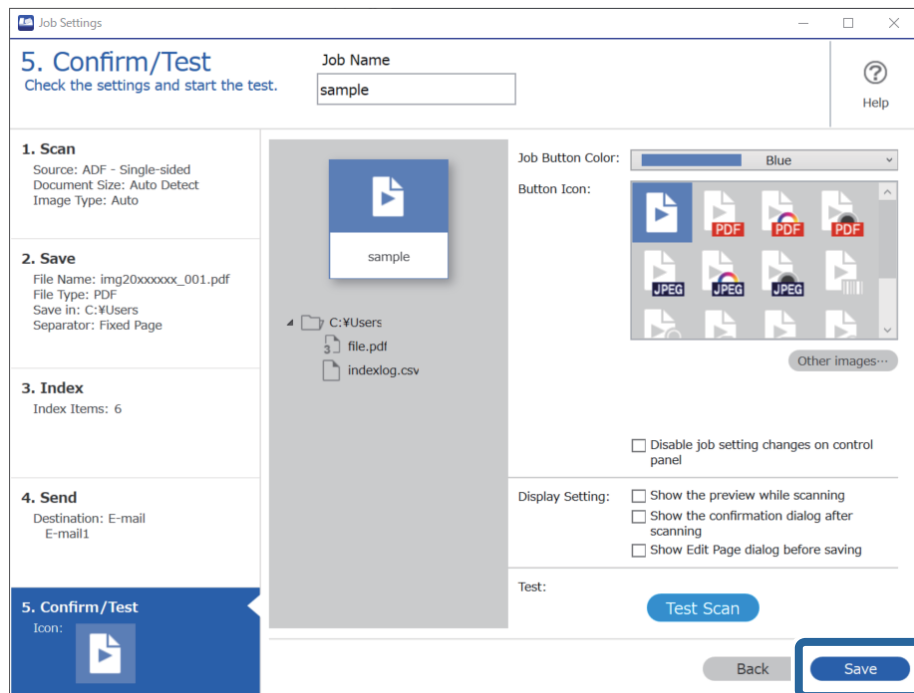 Job Settings
5. Confirm/Test
Check the settings and start the test.
Job Name
sample
Help
1. Scan
Source: ADF - Single-sided
Document Size: Auto Detect
Image Type: Auto
2. Save
File Name: img20xxxxxx_001.pdf
File Type: PDF
Save in: C:¥Users
Separator: Fixed Page
3. Index
Index Items: 6
4. Send
Destination: E-mail
E-mail1
5. Confirm/Test
Icon:
sample
C:¥Users
3 file.pdf
indexlog.csv
Job Button Color: Blue
Button Icon:
PDF PDF PDF
JPEG JPEG JPEG
Other images…
Disable job setting changes on control
panel
Display Setting: Show the preview while scanning
Show the confirmation dialog after
scanning
Show Edit Page dialog before saving
Test:
Test Scan
Back Save